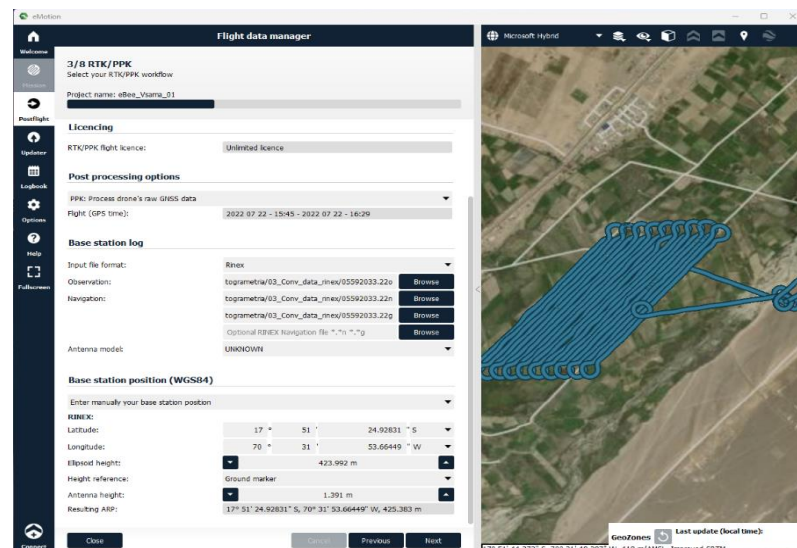 eMotion
Flight data manager
Microsoft Hybrid
Welcome
Mission
Postflight
Updater
Logbook
Options
Help
Fullscreen
Connect
3/8 RTK/PPK
Select your RTK/PPK workflow
Project name: eBee_Vsama_01
Licencing
RTK/PPK flight licence: Unlimited licence
Post processing options
PPK: Process drone's raw GNSS data
Flight (GPS time): 2022 07 22 - 15:45 - 2022 07 22 - 16:29
Base station log
Input file format: Rinex
Observation: togrametria/03_Conv_data_rinex/05592033.22o Browse
Navigation: togrametria/03_Conv_data_rinex/05592033.22n Browse
togrametria/03_Conv_data_rinex/05592033.22g Browse
Optional RINEX Navigation file *.*n *.*g Browse
Antenna model: UNKNOWN
Base station position (WGS84)
Enter manually your base station position
RINEX:
Latitude: 17 ° 51 ' 24.92831 " S
Longitude: 70 ° 31 ' 53.66449 " W
Ellipsoid height: 423.992 m
Height reference: Ground marker
Antenna height: 1.391 m
Resulting ARP: 17° 51' 24.92831" S, 70° 31' 53.66449" W, 425.383 m
Close Cancel Previous Next
GeoZones Last update (local time):